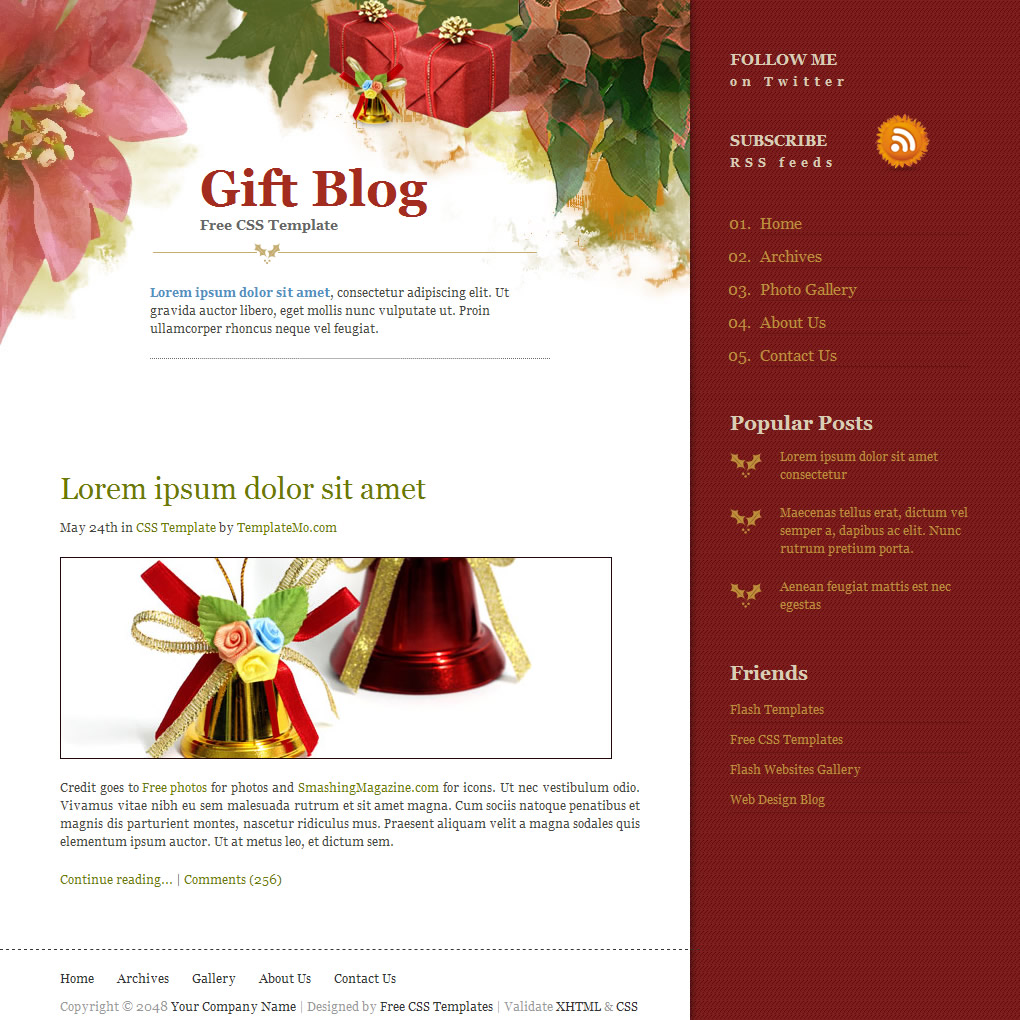 Gift Blog
Free CSS Template
Lorem ipsum dolor sit amet, consectetur adipiscing elit. Ut
gravida auctor libero, eget mollis nunc vulputate ut. Proin
ullamcorper rhoncus neque vel feugiat.
Lorem ipsum dolor sit amet
May 24th in CSS Template by TemplateMo.com
Credit goes to Free photos for photos and SmashingMagazine.com for icons. Ut nec vestibulum odio.
Vivamus vitae nibh eu sem malesuada rutrum et sit amet magna. Cum sociis natoque penatibus et
magnis dis parturient montes, nascetur ridiculus mus. Praesent aliquam velit a magna sodales quis
elementum ipsum auctor. Ut at metus leo, et dictum sem.
Continue reading... | Comments (256)
FOLLOW ME
on Twitter
SUBSCRIBE
RSS feeds
01. Home
02. Archives
03. Photo Gallery
04. About Us
05. Contact Us
Popular Posts
Lorem ipsum dolor sit amet
consectetur
Maecenas tellus erat, dictum vel
semper a, dapibus ac elit. Nunc
rutrum pretium porta.
Aenean feugiat mattis est nec
egestas
Friends
Flash Templates
Free CSS Templates
Flash Websites Gallery
Web Design Blog
Home Archives Gallery About Us Contact Us
Copyright © 2048 Your Company Name | Designed by Free CSS Templates | Validate XHTML & CSS